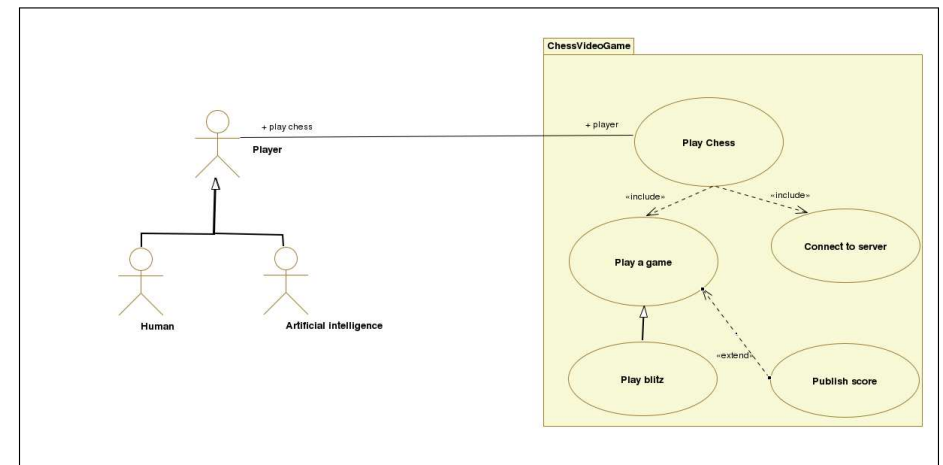 ChessVideoGame
+ play chess
+ player
Player
Play Chess
«include»
«include»
Play a game
Connect to server
Human
Artificial intelligence
«extend»
Play blitz
Publish score